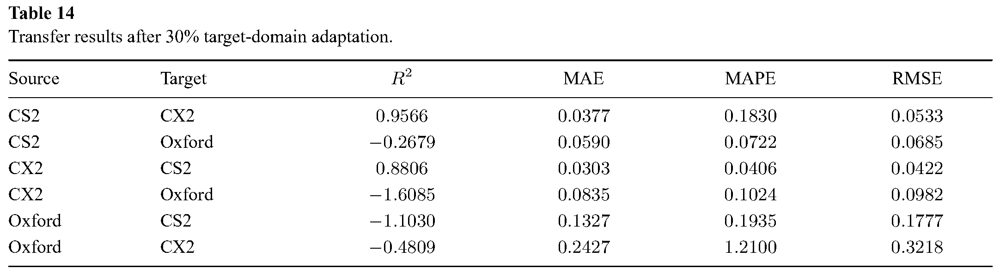 Table 14
Transfer results after 30% target-domain adaptation.
Source Target R² MAE MAPE RMSE
CS2 CX2 0.9566 0.0377 0.1830 0.0533
CS2 Oxford −0.2679 0.0590 0.0722 0.0685
CX2 CS2 0.8806 0.0303 0.0406 0.0422
CX2 Oxford −1.6085 0.0835 0.1024 0.0982
Oxford CS2 −1.1030 0.1327 0.1935 0.1777
Oxford CX2 −0.4809 0.2427 1.2100 0.3218